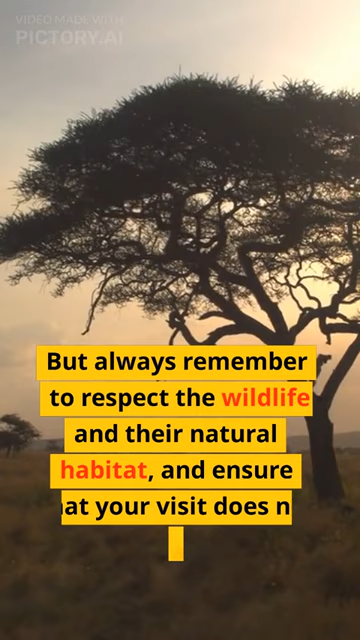 VIDEO MADE WITH
PICTORY.AI
But always remember
to respect the wildlife
and their natural
habitat, and ensure
at your visit does n